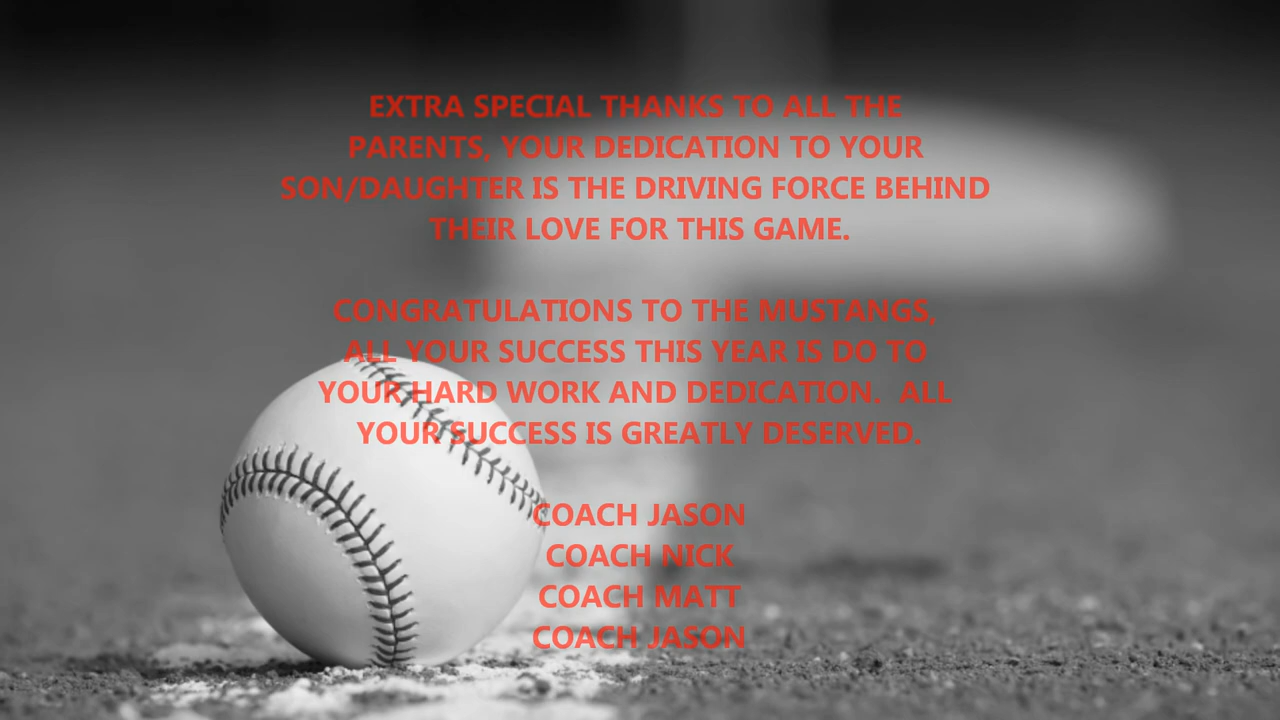 EXTRA SPECIAL THANKS TO ALL THE
PARENTS, YOUR DEDICATION TO YOUR
SON/DAUGHTER IS THE DRIVING FORCE BEHIND
THEIR LOVE FOR THIS GAME.
CONGRATULATIONS TO THE MUSTANGS,
ALL YOUR SUCCESS THIS YEAR IS DO TO
YOUR HARD WORK AND DEDICATION.  ALL
YOUR SUCCESS IS GREATLY DESERVED.
COACH JASON
COACH NICK
COACH MATT
COACH JASON